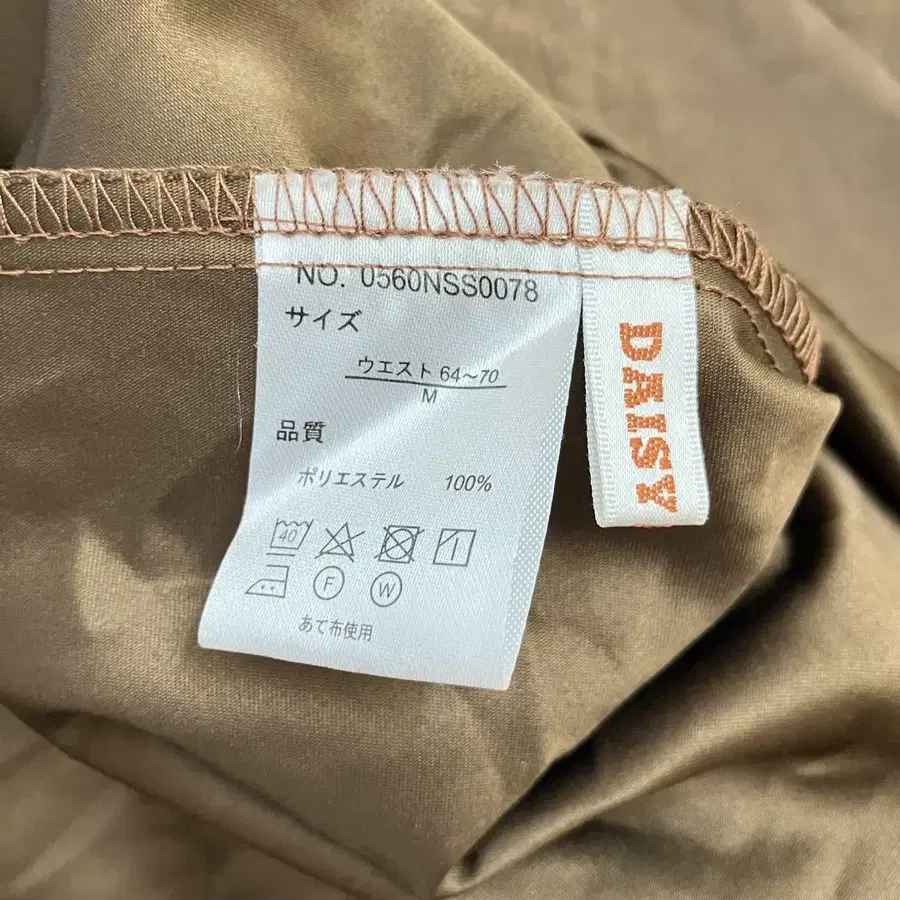 NO. 0560NSS0078
サイズ
ウエスト 64～70
M
品質
ポリエステル 100%
40
F W
あて布使用
DAISY